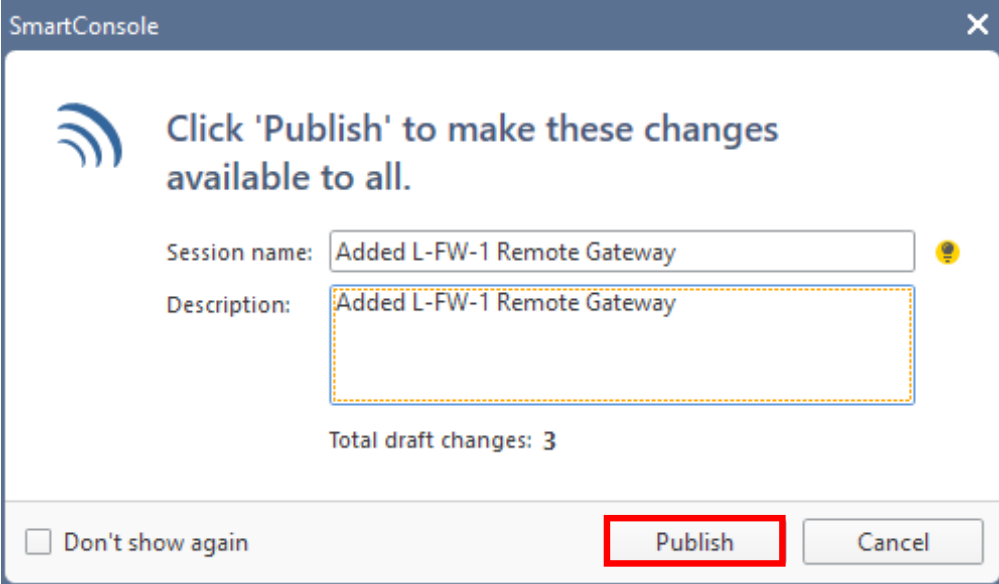 SmartConsole
Click 'Publish' to make these changes
available to all.
Session name: Added L-FW-1 Remote Gateway
Description: Added L-FW-1 Remote Gateway
Total draft changes: 3
Don't show again
Publish
Cancel